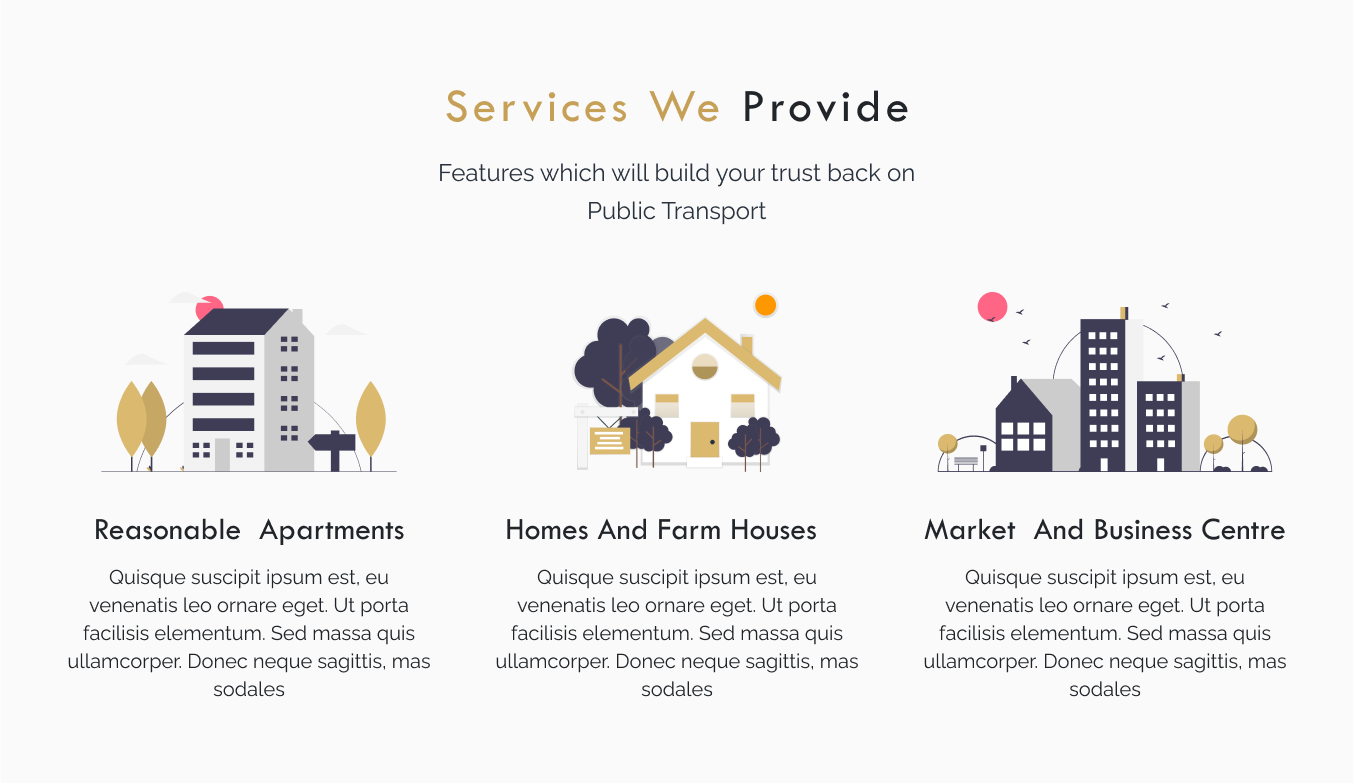 Services We Provide
Features which will build your trust back on
Public Transport
Reasonable  Apartments
Quisque suscipit ipsum est, eu
venenatis leo ornare eget. Ut porta
facilisis elementum. Sed massa quis
ullamcorper. Donec neque sagittis, mas
sodales
Homes And Farm Houses
Quisque suscipit ipsum est, eu
venenatis leo ornare eget. Ut porta
facilisis elementum. Sed massa quis
ullamcorper. Donec neque sagittis, mas
sodales
Market  And Business Centre
Quisque suscipit ipsum est, eu
venenatis leo ornare eget. Ut porta
facilisis elementum. Sed massa quis
ullamcorper. Donec neque sagittis, mas
sodales